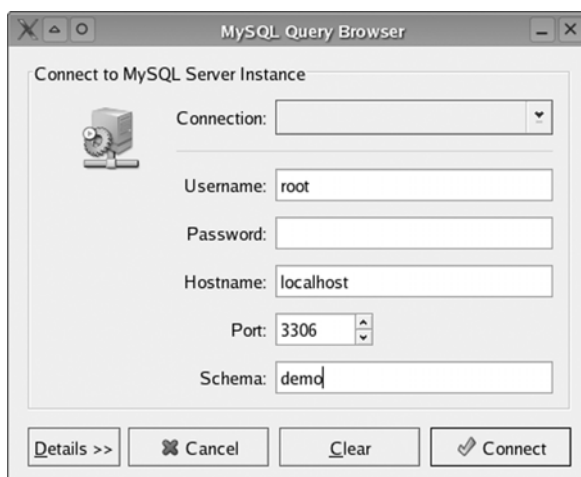 MySQL Query Browser
Connect to MySQL Server Instance
Connection:
Username: root
Password:
Hostname: localhost
Port: 3306
Schema: demo
Details >> Cancel Clear Connect